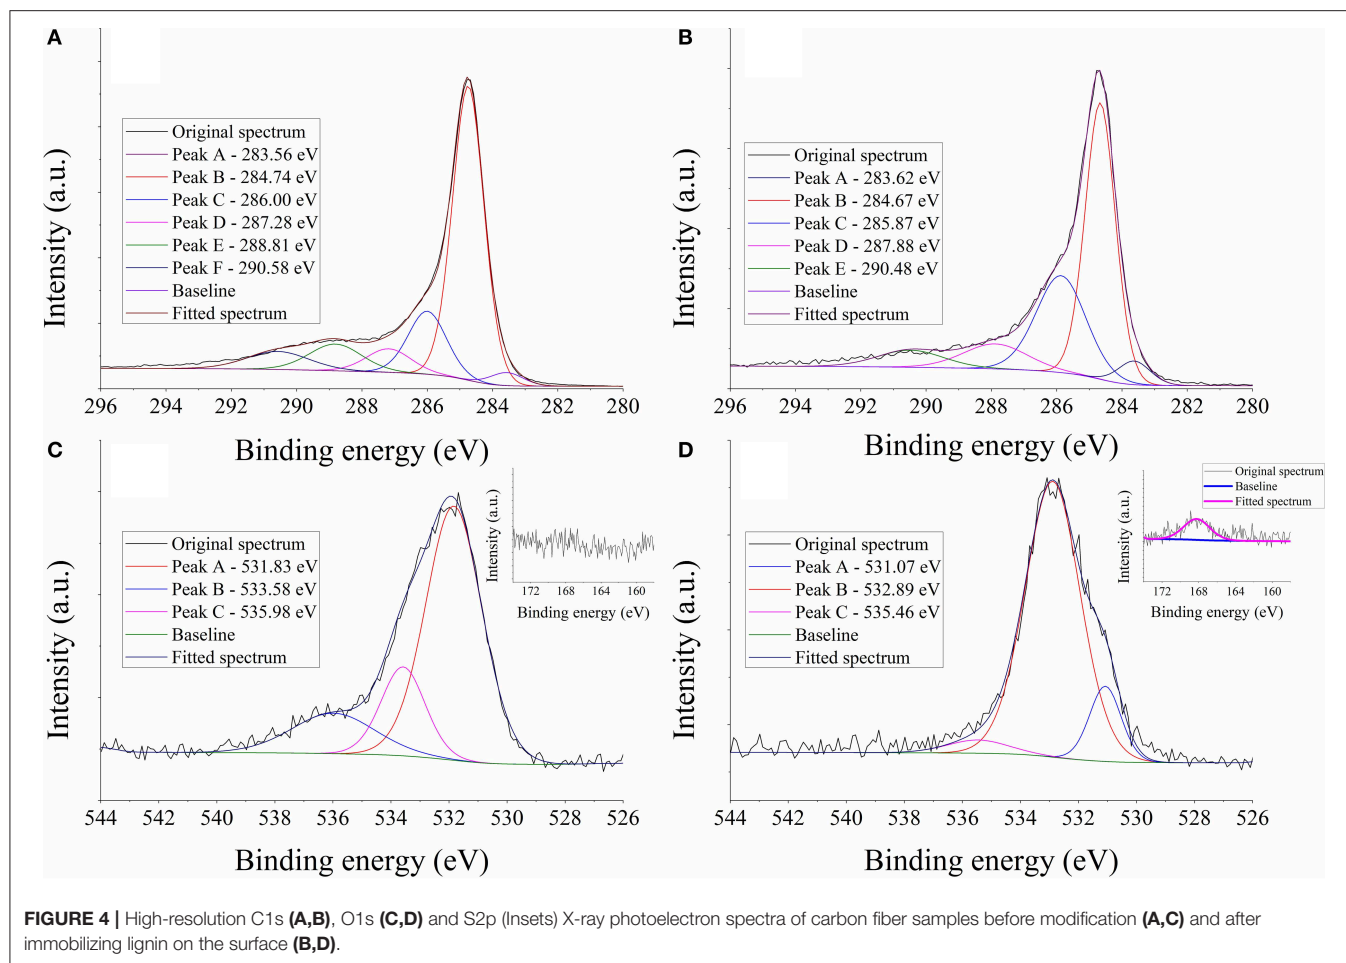 A
Intensity (a.u.)
Original spectrum
Peak A - 283.56 eV
Peak B - 284.74 eV
Peak C - 286.00 eV
Peak D - 287.28 eV
Peak E - 288.81 eV
Peak F - 290.58 eV
Baseline
Fitted spectrum
296 294 292 290 288 286 284 282 280
Binding energy (eV)
B
Intensity (a.u.)
Original spectrum
Peak A - 283.62 eV
Peak B - 284.67 eV
Peak C - 285.87 eV
Peak D - 287.88 eV
Peak E - 290.48 eV
Baseline
Fitted spectrum
296 294 292 290 288 286 284 282 280
Binding energy (eV)
C
Intensity (a.u.)
Original spectrum
Peak A - 531.83 eV
Peak B - 533.58 eV
Peak C - 535.98 eV
Baseline
Fitted spectrum
Intensity (a.u.)
172 168 164 160
Binding energy (eV)
544 542 540 538 536 534 532 530 528 526
Binding energy (eV)
D
Intensity (a.u.)
Original spectrum
Peak A - 531.07 eV
Peak B - 532.89 eV
Peak C - 535.46 eV
Baseline
Fitted spectrum
Original spectrum
Baseline
Fitted spectrum
Intensity (a.u.)
172 168 164 160
Binding energy (eV)
544 542 540 538 536 534 532 530 528 526
Binding energy (eV)
FIGURE 4 | High-resolution C1s (A,B), O1s (C,D) and S2p (Insets) X-ray photoelectron spectra of carbon fiber samples before modification (A,C) and after
immobilizing lignin on the surface (B,D).